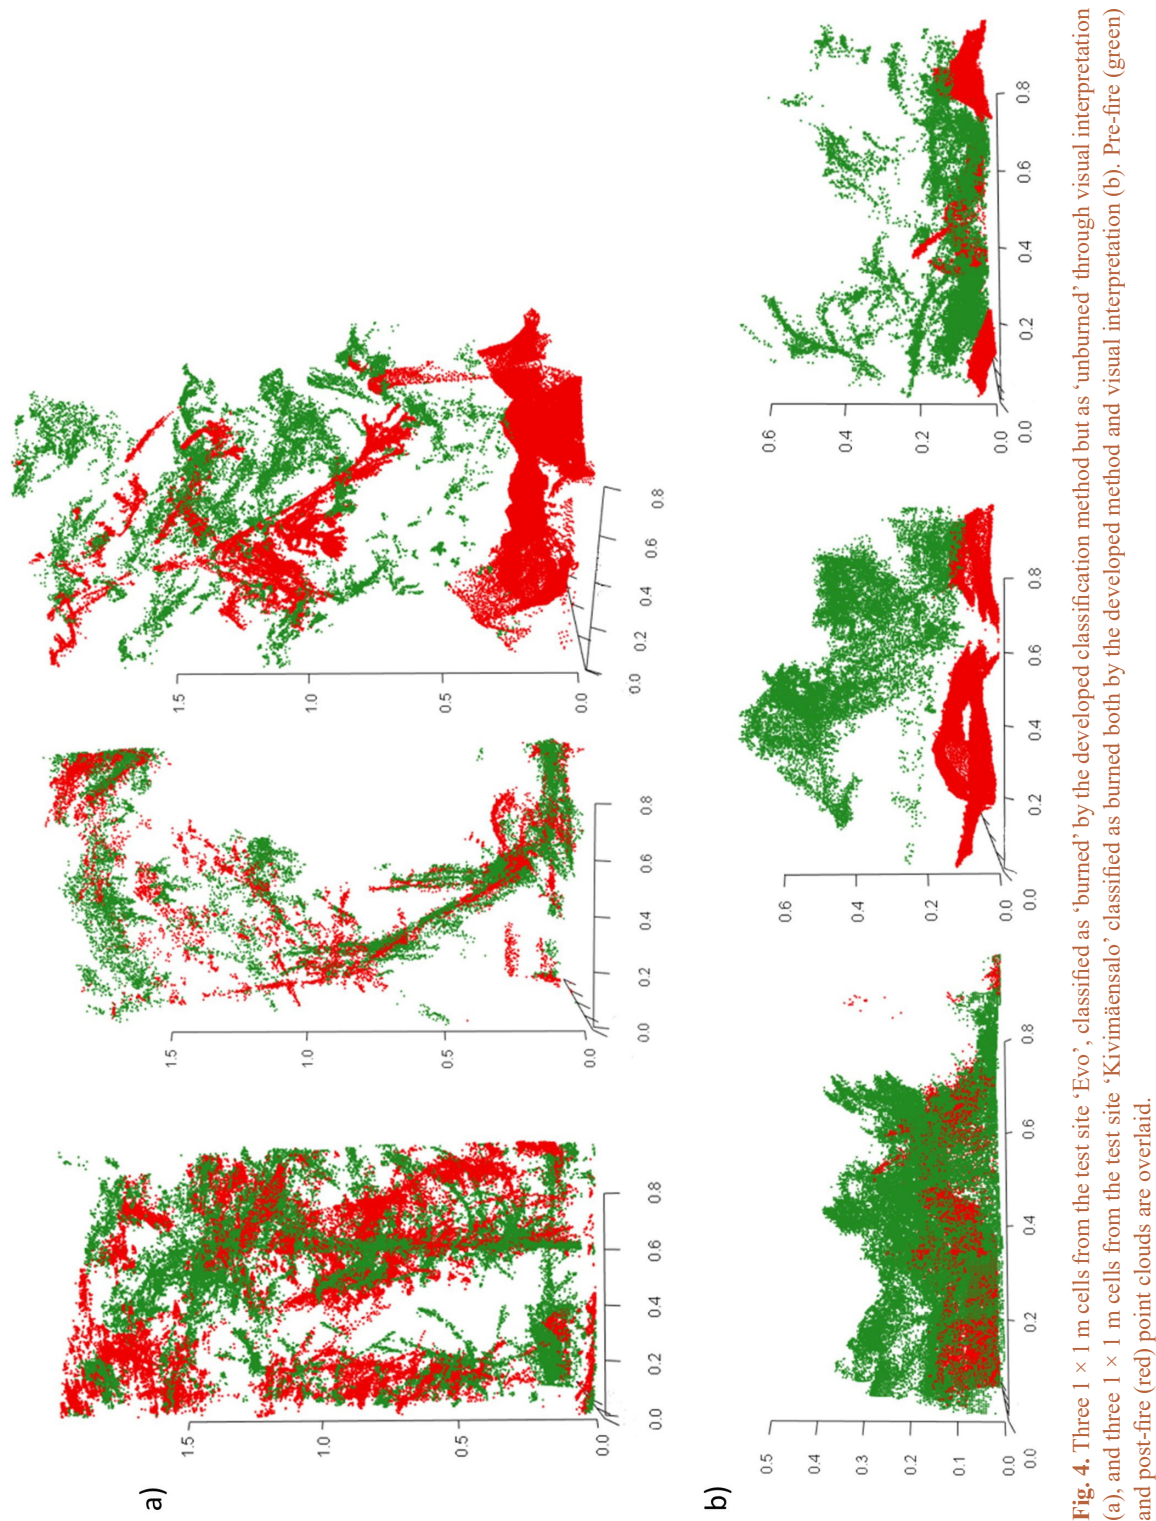 a)
1.5
1.0
0.5
0.0
0.0 0.2 0.4 0.6 0.8
1.5
1.0
0.5
0.0
0.0 0.2 0.4 0.6 0.8
1.5
1.0
0.5
0.0
0.0 0.2 0.4 0.6 0.8
b)
0.5
0.4
0.3
0.2
0.1
0.0
0.0 0.2 0.4 0.6 0.8
0.6
0.4
0.2
0.0
0.0 0.2 0.4 0.6 0.8
0.6
0.4
0.2
0.0
0.0 0.2 0.4 0.6 0.8
Fig. 4. Three 1 × 1 m cells from the test site ‘Evo’, classified as ‘burned’ by the developed classification method but as ‘unburned’ through visual interpretation
(a), and three 1 × 1 m cells from the test site ‘Kivimäensalo’ classified as burned both by the developed method and visual interpretation (b). Pre-fire (green)
and post-fire (red) point clouds are overlaid.